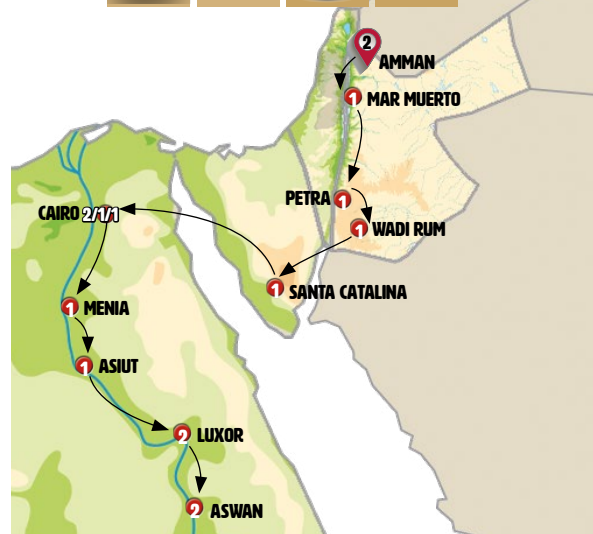 2
AMMAN
1 MAR MUERTO
PETRA 1
1 WADI RUM
CAIRO 2/1/1
1 SANTA CATALINA
1 MENIA
1 ASIUT
2 LUXOR
2 ASWAN